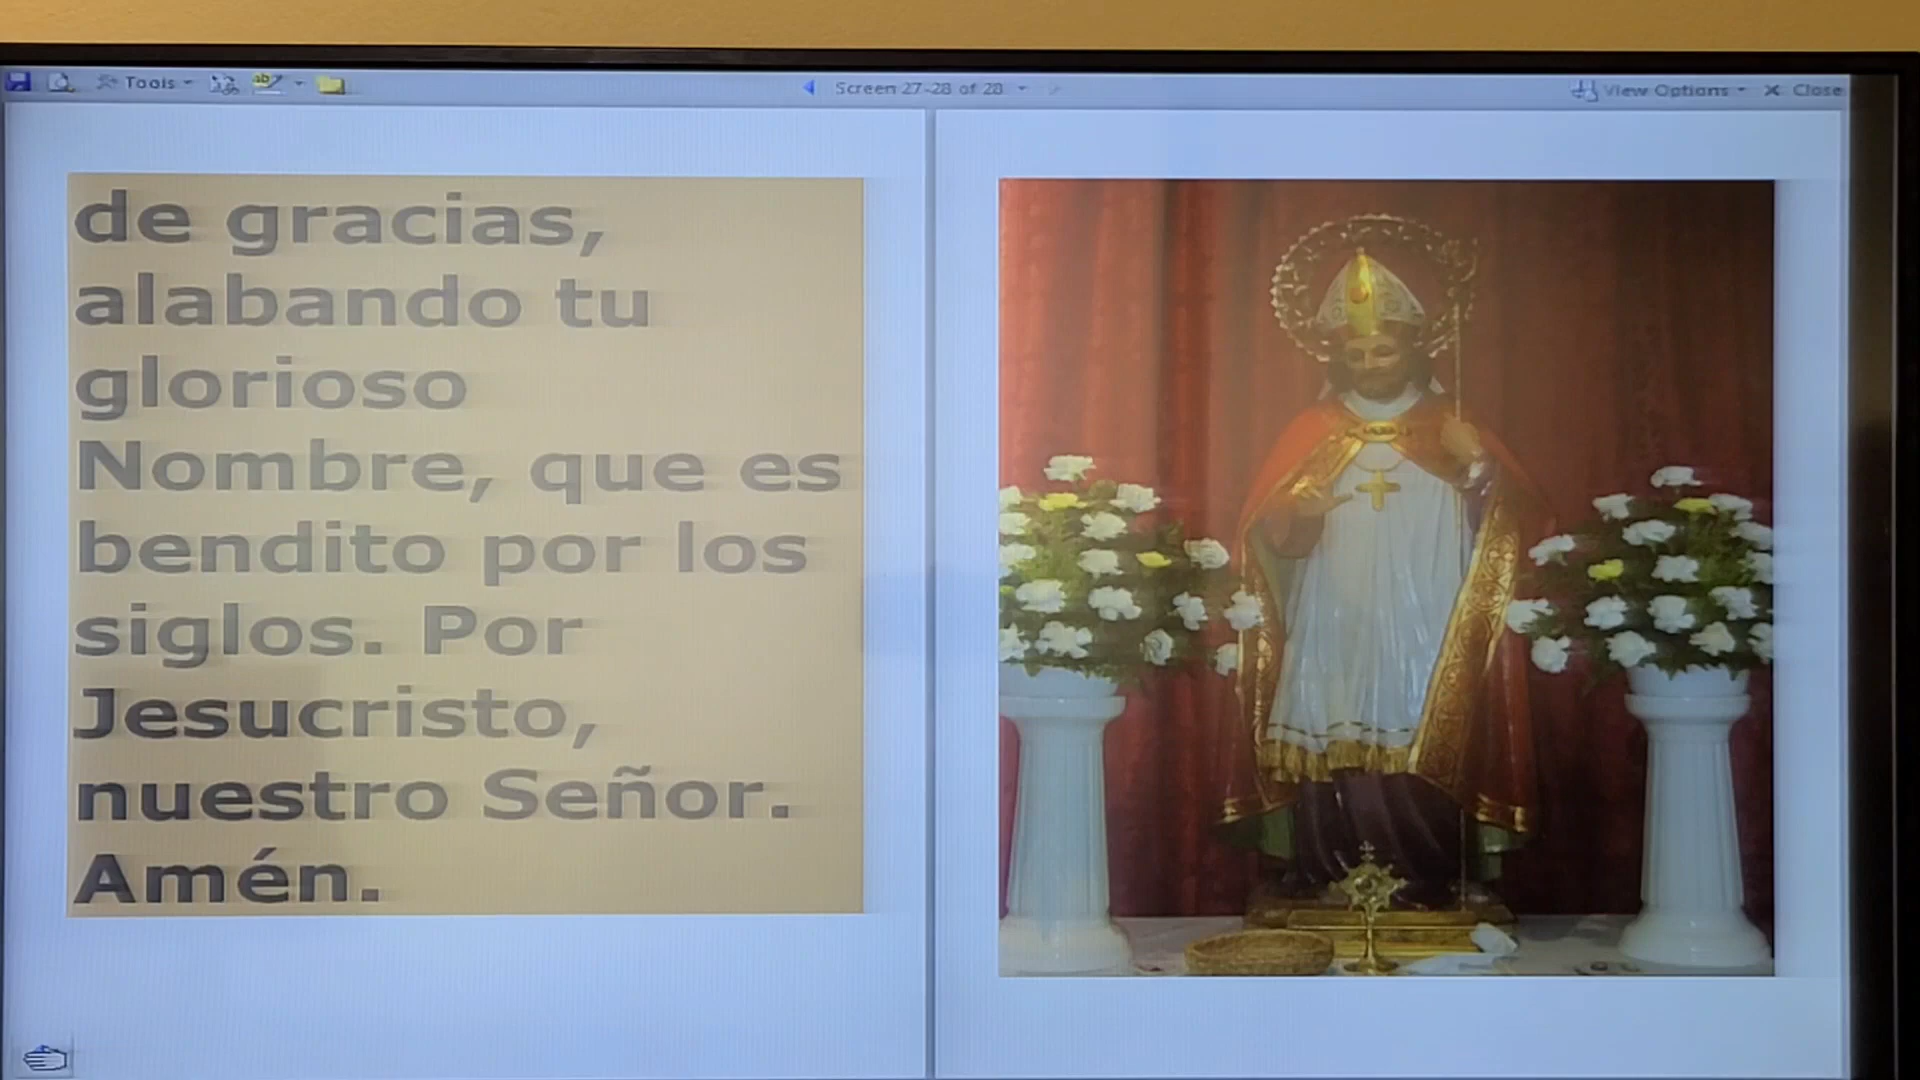 Tools
Screen 27-28 of 28
View Options
Close
de gracias,
alabando tu
glorioso
Nombre, que es
bendito por los
siglos. Por
Jesucristo,
nuestro Señor.
Amén.